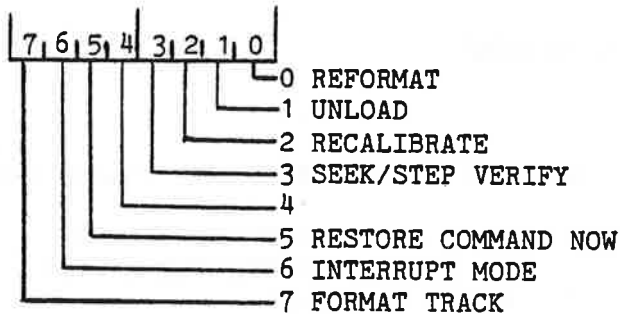 7 6 5 4 3 2 1 0
0 REFORMAT
1 UNLOAD
2 RECALIBRATE
3 SEEK/STEP VERIFY
4
5 RESTORE COMMAND NOW
6 INTERRUPT MODE
7 FORMAT TRACK